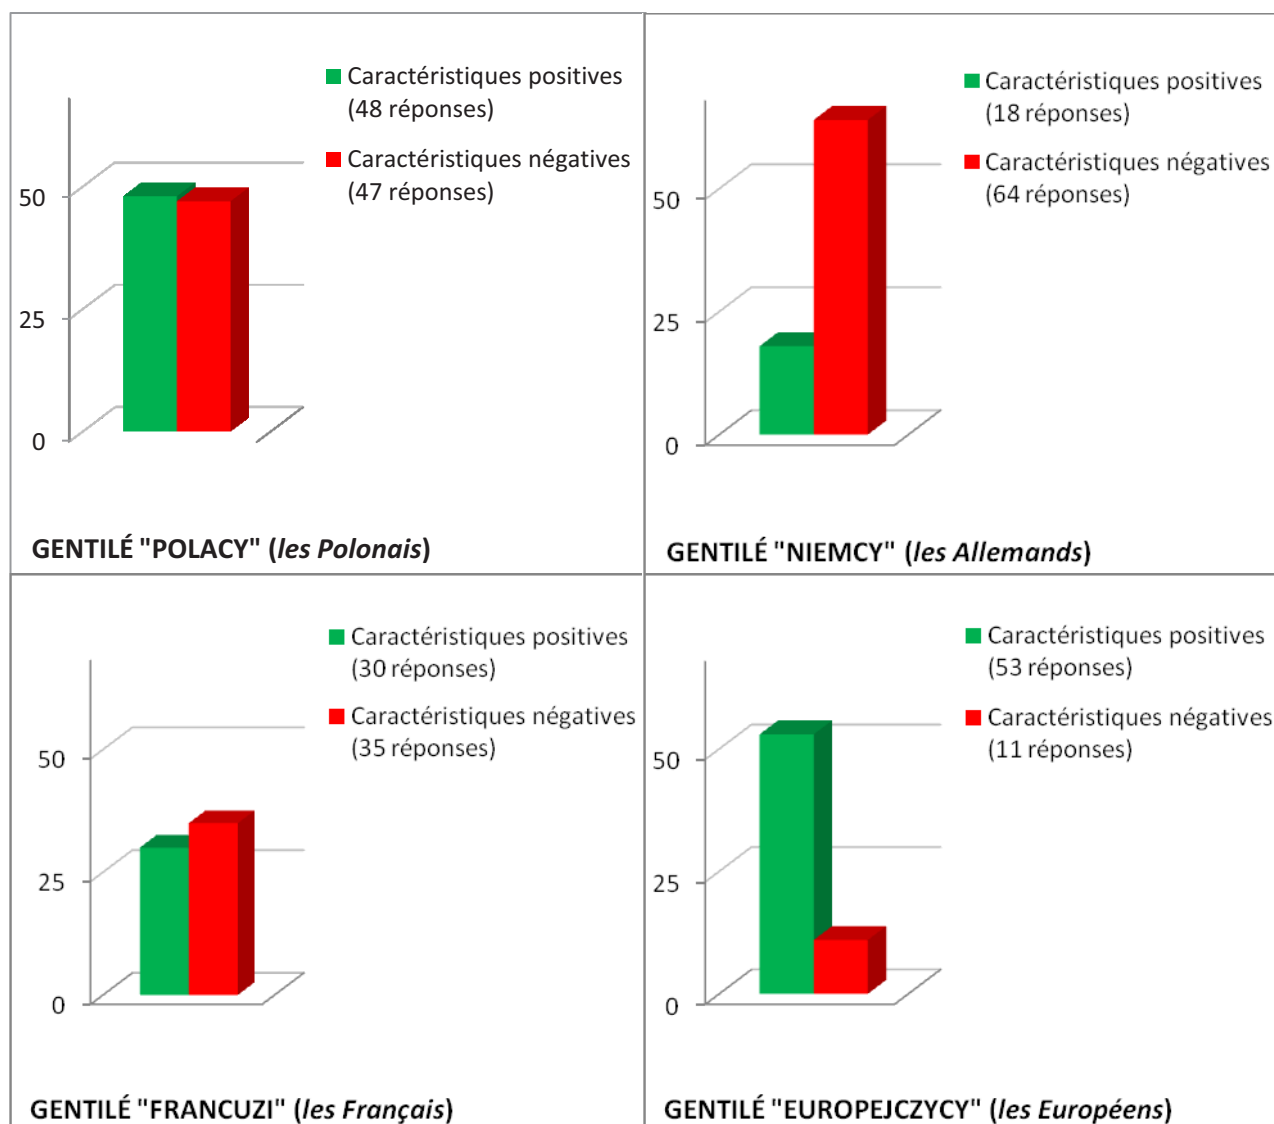 Caractéristiques positives
(48 réponses)
Caractéristiques négatives
(47 réponses)
50
25
0
GENTILÉ "POLACY" (les Polonais)
Caractéristiques positives
(18 réponses)
Caractéristiques négatives
(64 réponses)
50
25
0
GENTILÉ "NIEMCY" (les Allemands)
Caractéristiques positives
(30 réponses)
Caractéristiques négatives
(35 réponses)
50
25
0
GENTILÉ "FRANCUZI" (les Français)
Caractéristiques positives
(53 réponses)
Caractéristiques négatives
(11 réponses)
50
25
0
GENTILÉ "EUROPEJCZYCY" (les Européens)